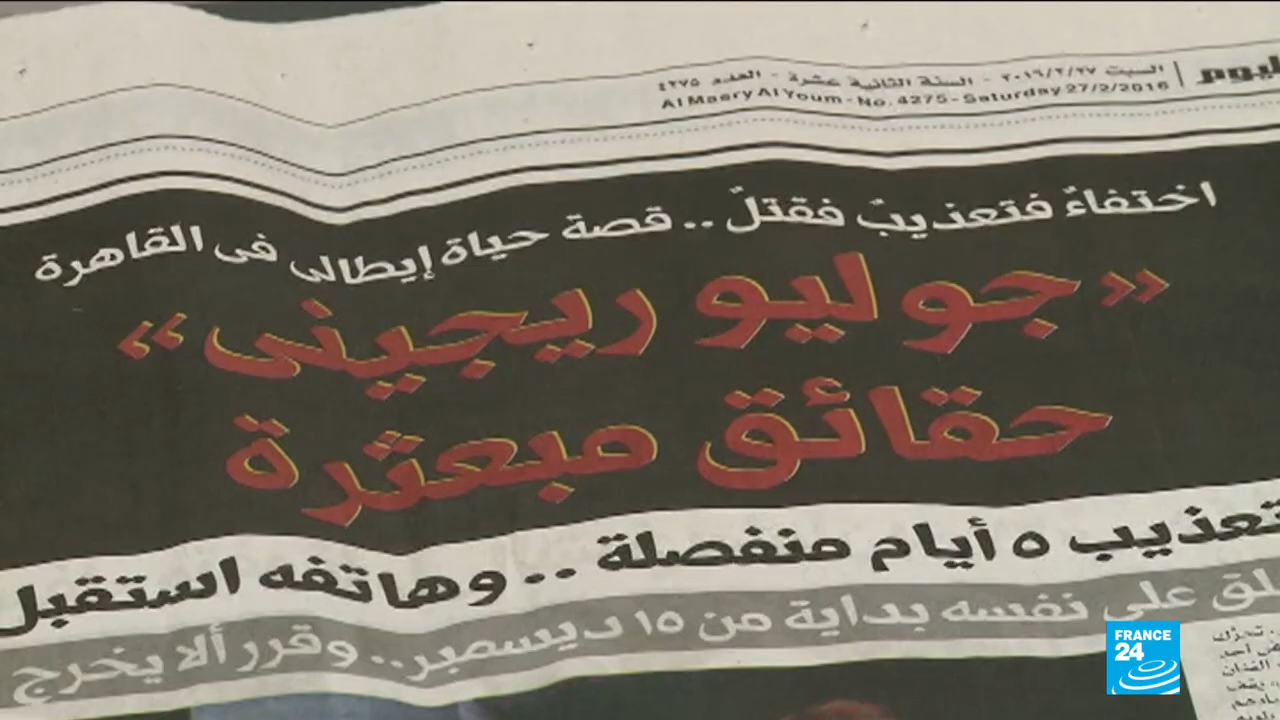 ليوم | السبت ٢٠١٦/٢/٢٧ - السنة الثانية عشرة - العدد ٤٢٧٥
Al Masry Al Youm - No. 4275 - Saturday 27/2/2016
اختفاءٌ فتعذيبٌ فقتلٌ .. قصة حياة إيطالى فى القاهرة
«جوليو ريجينى»
حقائق مبعثرة
تعذيب ٥ أيام منفصلة .. وهاتفه استقبل
لق على نفسه بداية من ١٥ ديسمبر.. وقرر ألا يخرج
FRANCE
24